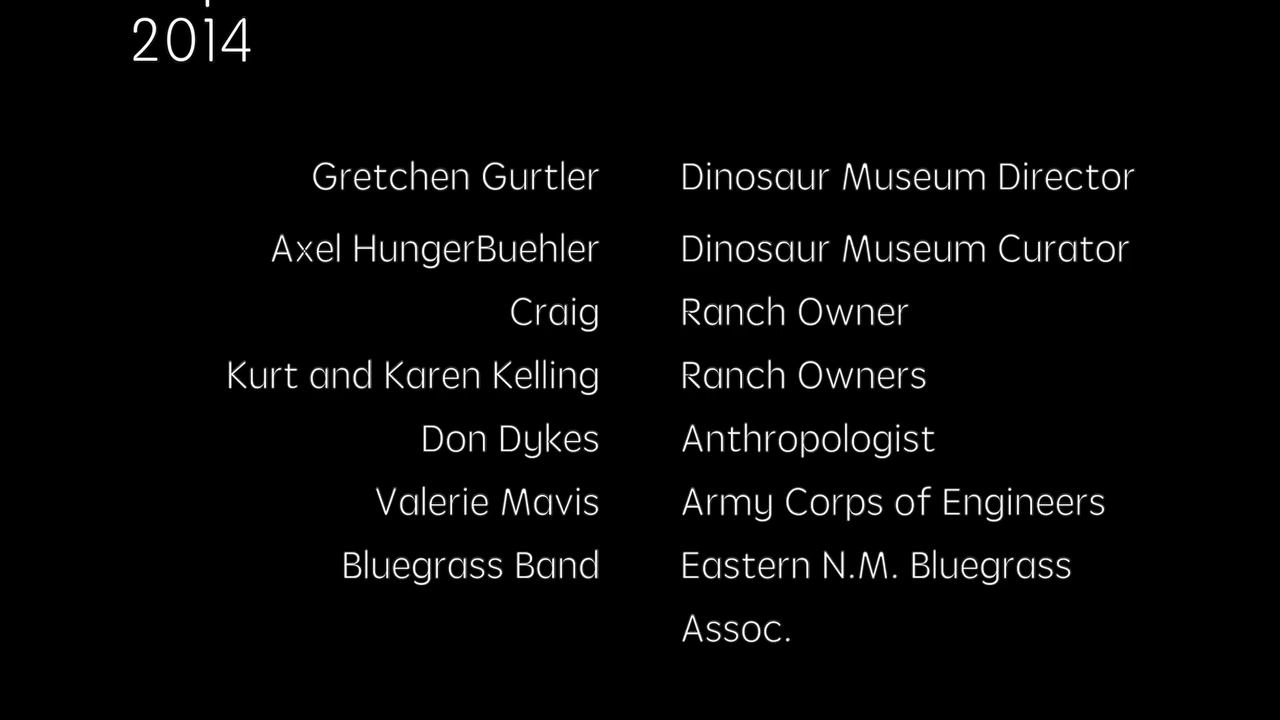 2014
Gretchen Gurtler Dinosaur Museum Director
Axel HungerBuehler Dinosaur Museum Curator
Craig Ranch Owner
Kurt and Karen Kelling Ranch Owners
Don Dykes Anthropologist
Valerie Mavis Army Corps of Engineers
Bluegrass Band Eastern N.M. Bluegrass
Assoc.